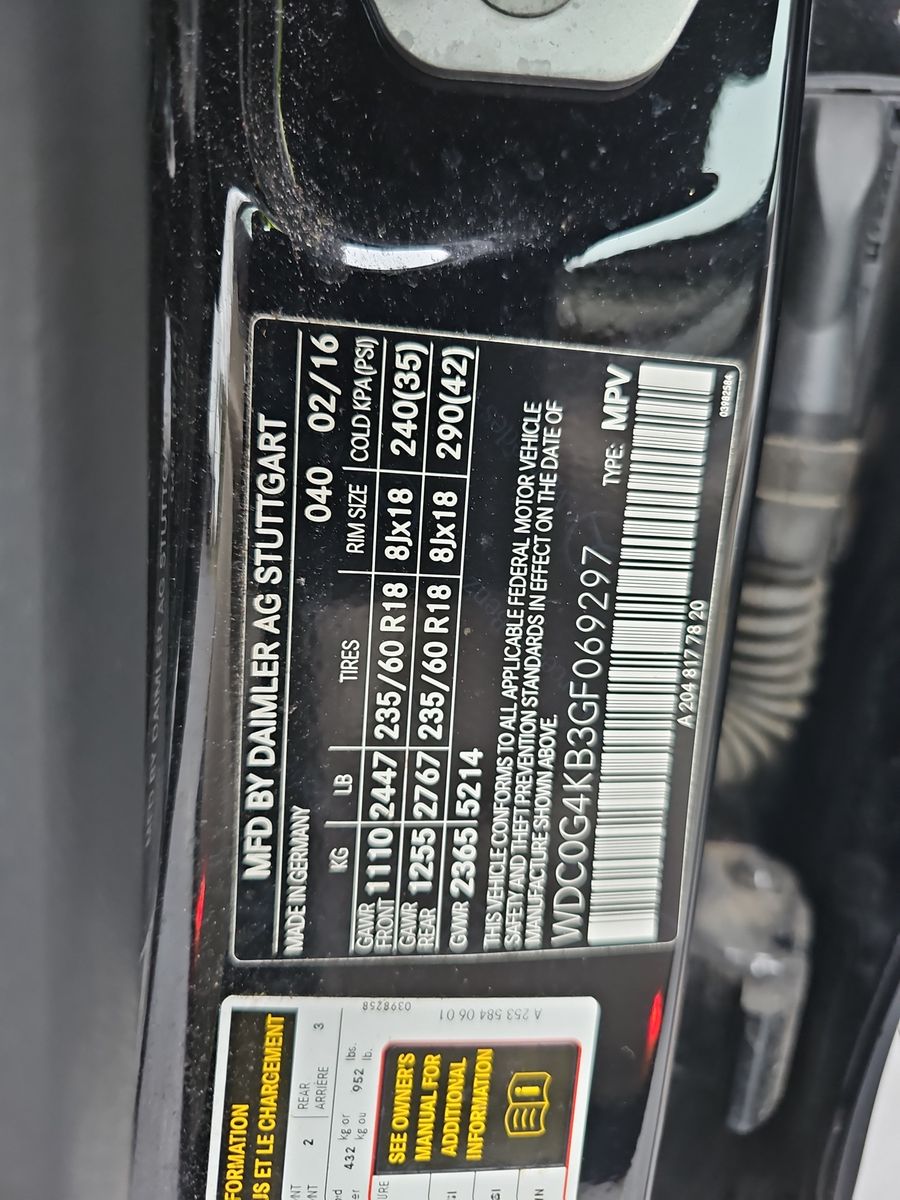 MFD BY DAIMLER AG STUTTGART
MADE IN GERMANY 040 02/16
KG LB TIRES RIM SIZE COLD KPA(PSI)
GAWR FRONT 1110 2447 235/60 R18 8Jx18 240(35)
GAWR REAR 1255 2767 235/60 R18 8Jx18 290(42)
GVWR 2365 5214
THIS VEHICLE CONFORMS TO ALL APPLICABLE FEDERAL MOTOR VEHICLE
SAFETY AND THEFT PREVENTION STANDARDS IN EFFECT ON THE DATE OF
MANUFACTURE SHOWN ABOVE.
WDC0G4KB3GF069297 TYPE: MPV
A 204 817 78 20
03982584
US ET LE CHARGEMENT
2 REAR 3
ARRIÈRE
432 kg or 952 lbs.
kg ou lb.
0398258
SEE OWNER'S
MANUAL FOR
ADDITIONAL
INFORMATION
A 253 584 06 01